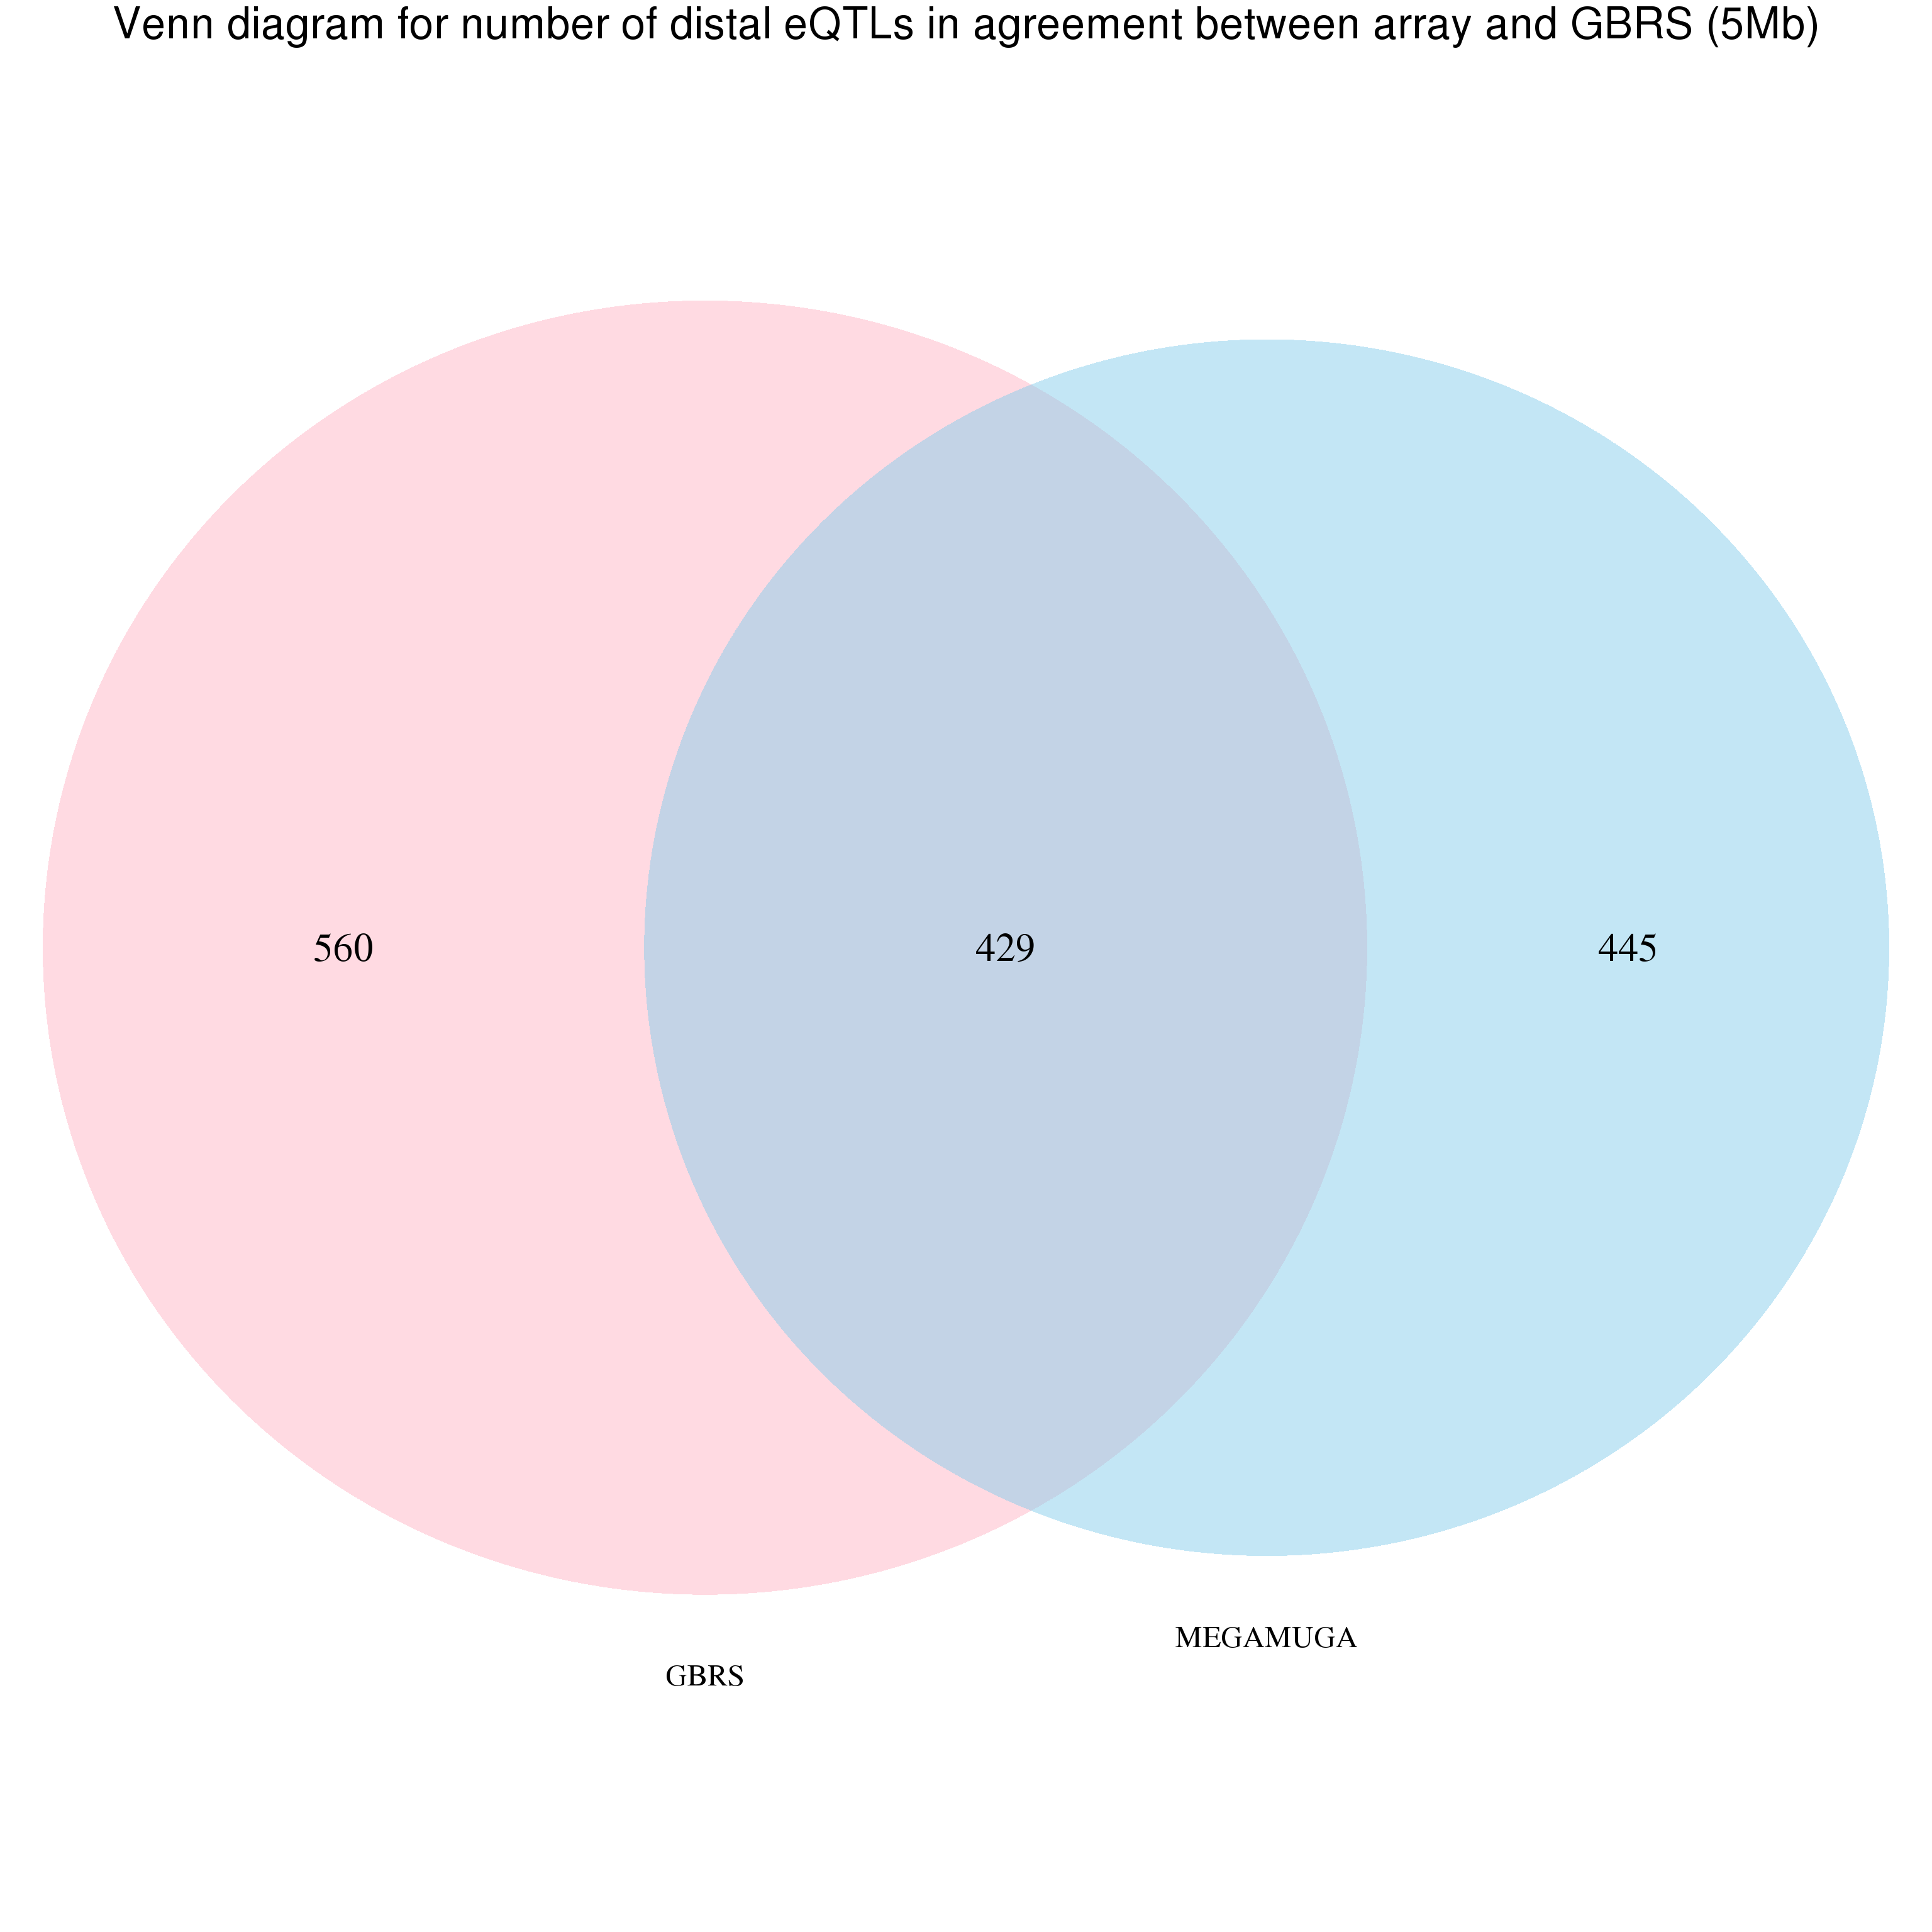 Venn diagram for number of distal eQTLs in agreement between array and GBRS (5Mb)
560 429 445
MEGAMUGA
GBRS